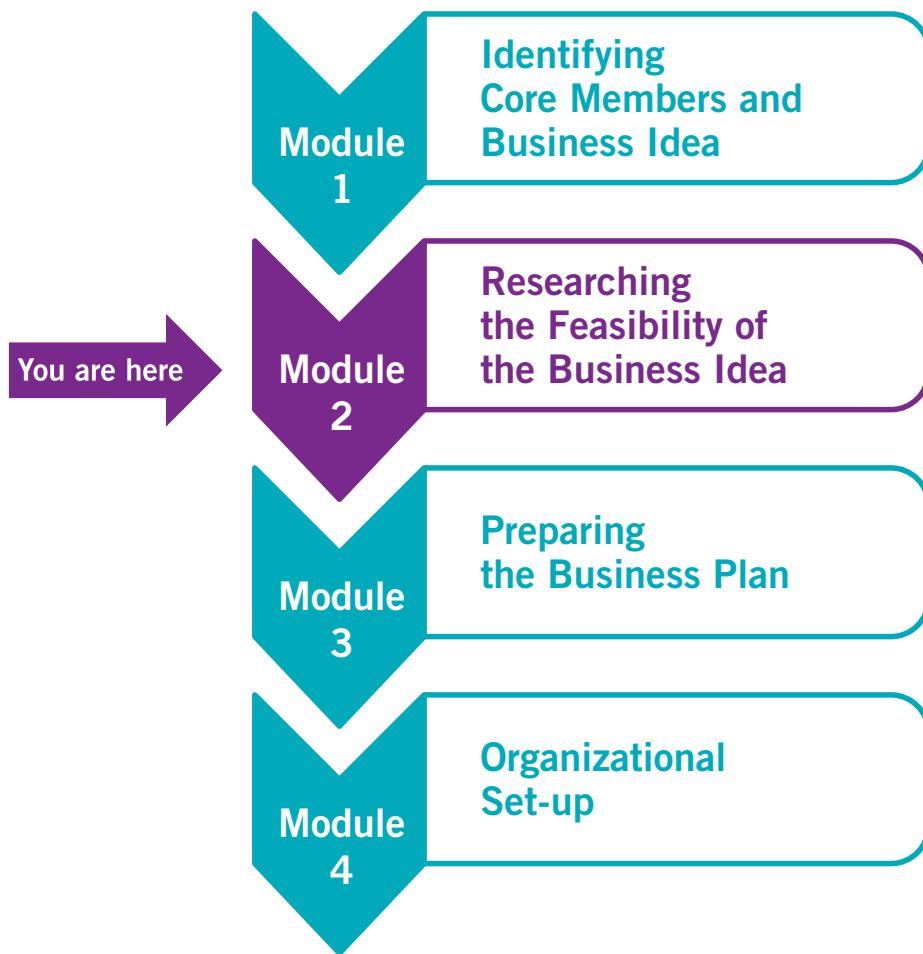 Module
1
Identifying
Core Members and
Business Idea
You are here
Module
2
Researching
the Feasibility of
the Business Idea
Module
3
Preparing
the Business Plan
Module
4
Organizational
Set-up